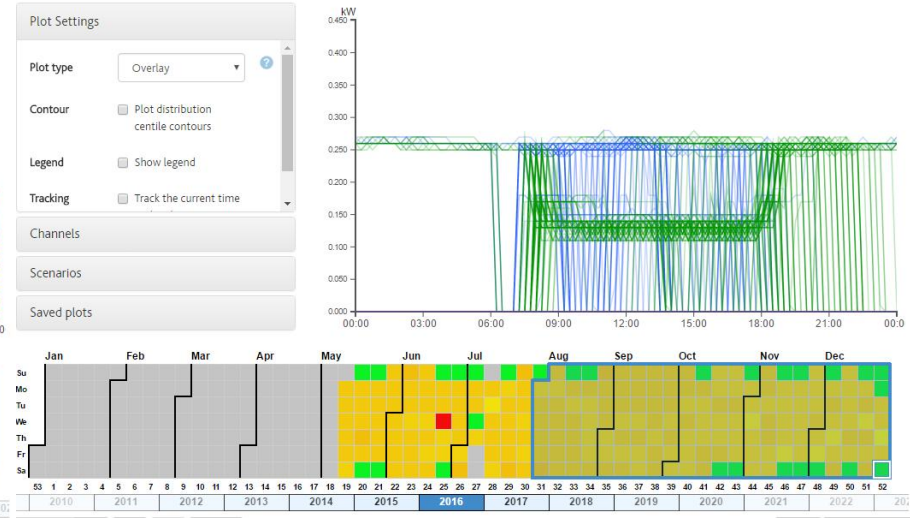 Plot Settings
Plot type
Overlay
?
Contour
Plot distribution
centile contours
Legend
Show legend
Tracking
Track the current time
Channels
Scenarios
Saved plots
kW
0.450
0.400
0.350
0.300
0.250
0.200
0.150
0.100
0.050
0.000
00:00 03:00 06:00 09:00 12:00 15:00 18:00 21:00 00:0
Jan Feb Mar Apr May Jun Jul Aug Sep Oct Nov Dec
Su
Mo
Tu
We
Th
Fr
Sa
53 1 2 3 4 5 6 7 8 9 10 11 12 13 14 15 16 17 18 19 20 21 22 23 24 25 26 27 28 29 30 31 32 33 34 35 36 37 38 39 40 41 42 43 44 45 46 47 48 49 50 51 52
2010 2011 2012 2013 2014 2015 2016 2017 2018 2019 2020 2021 2022 202